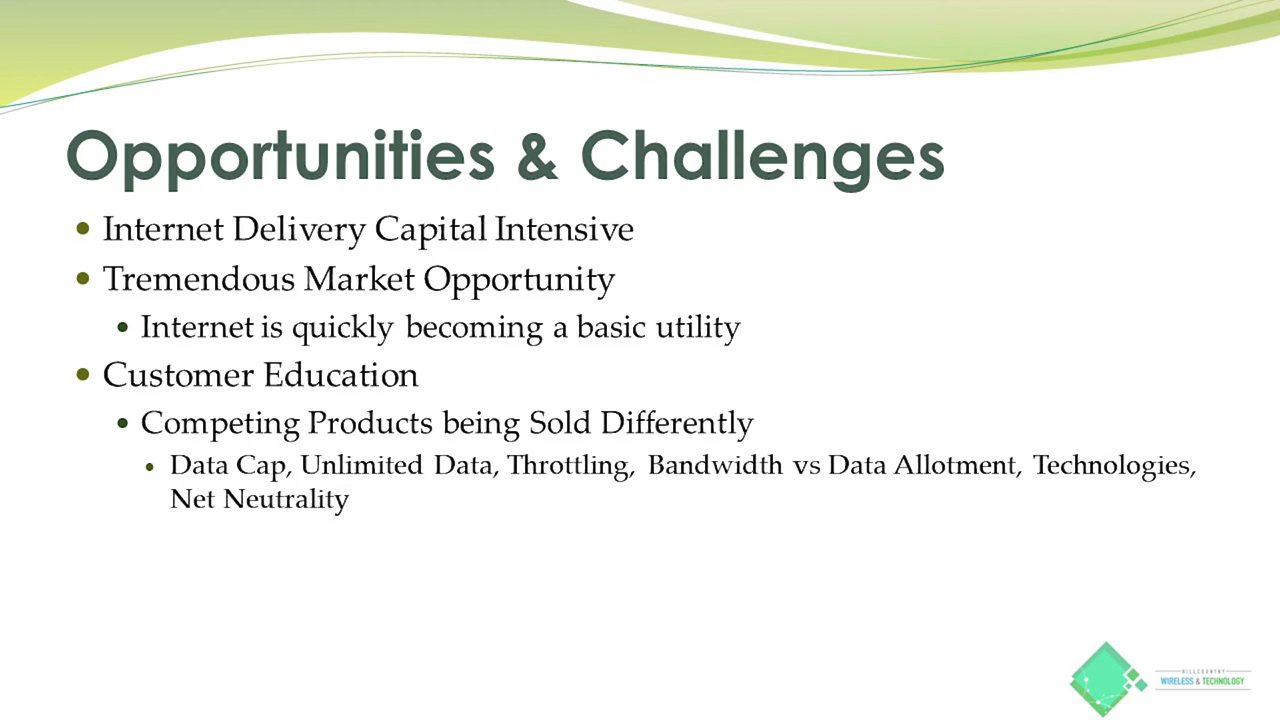 Opportunities & Challenges
Internet Delivery Capital Intensive
Tremendous Market Opportunity
Internet is quickly becoming a basic utility
Customer Education
Competing Products being Sold Differently
Data Cap, Unlimited Data, Throttling, Bandwidth vs Data Allotment, Technologies,
Net Neutrality
HILLCOUNTRY
WIRELESS & TECHNOLOGY